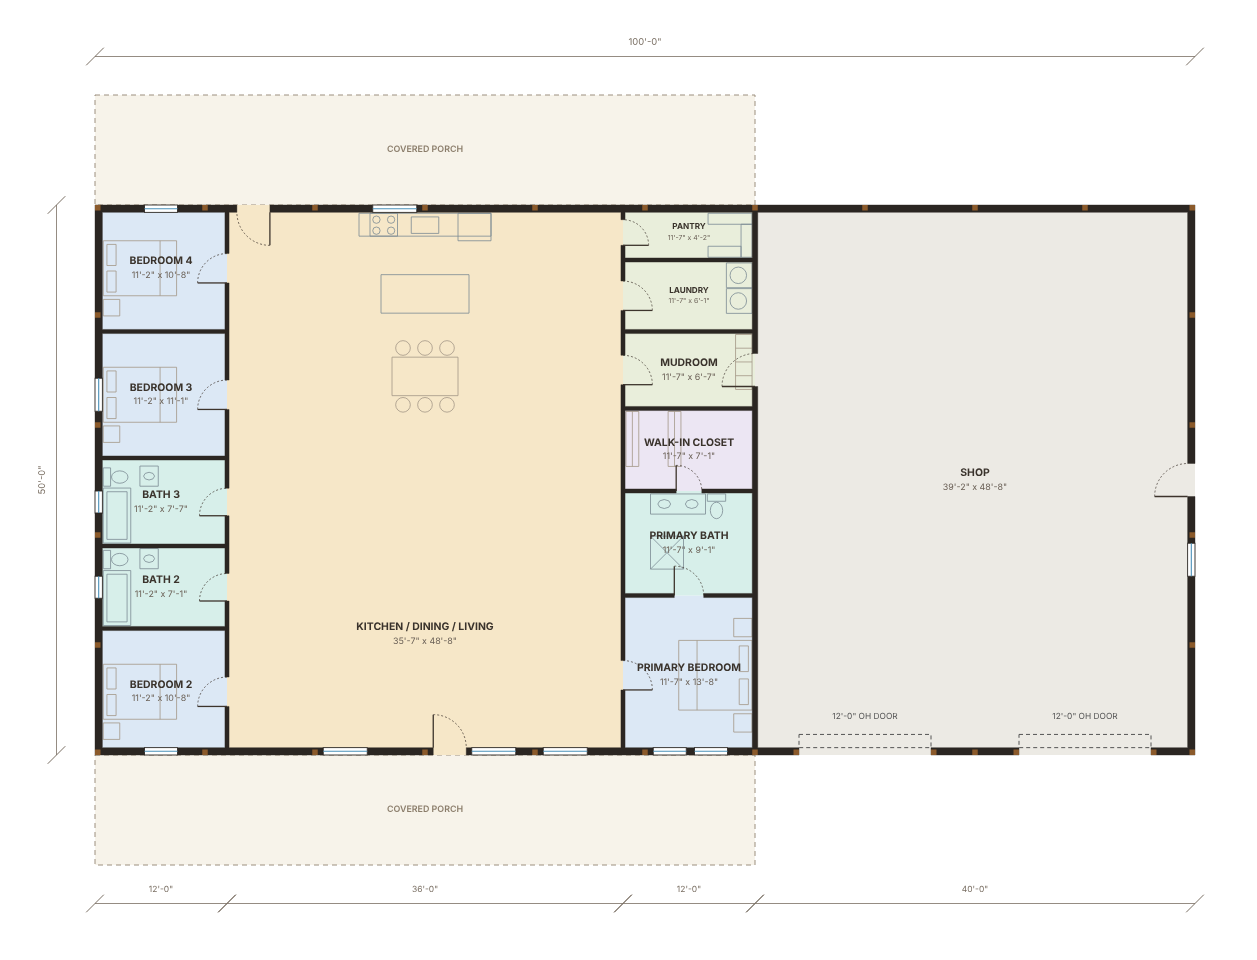 100'-0"
COVERED PORCH
PANTRY
11'-7" x 4'-2"
BEDROOM 4
11'-2" x 10'-8"
LAUNDRY
11'-7" x 6'-1"
MUDROOM
11'-7" x 6'-7"
BEDROOM 3
11'-2" x 11'-1"
WALK-IN CLOSET
11'-7" x 7'-1"
SHOP
39'-2" x 48'-8"
50'-0"
BATH 3
11'-2" x 7'-7"
PRIMARY BATH
11'-7" x 9'-1"
BATH 2
11'-2" x 7'-1"
KITCHEN / DINING / LIVING
35'-7" x 48'-8"
PRIMARY BEDROOM
11'-7" x 13'-8"
BEDROOM 2
11'-2" x 10'-8"
12'-0" OH DOOR
12'-0" OH DOOR
COVERED PORCH
12'-0"
36'-0"
12'-0"
40'-0"